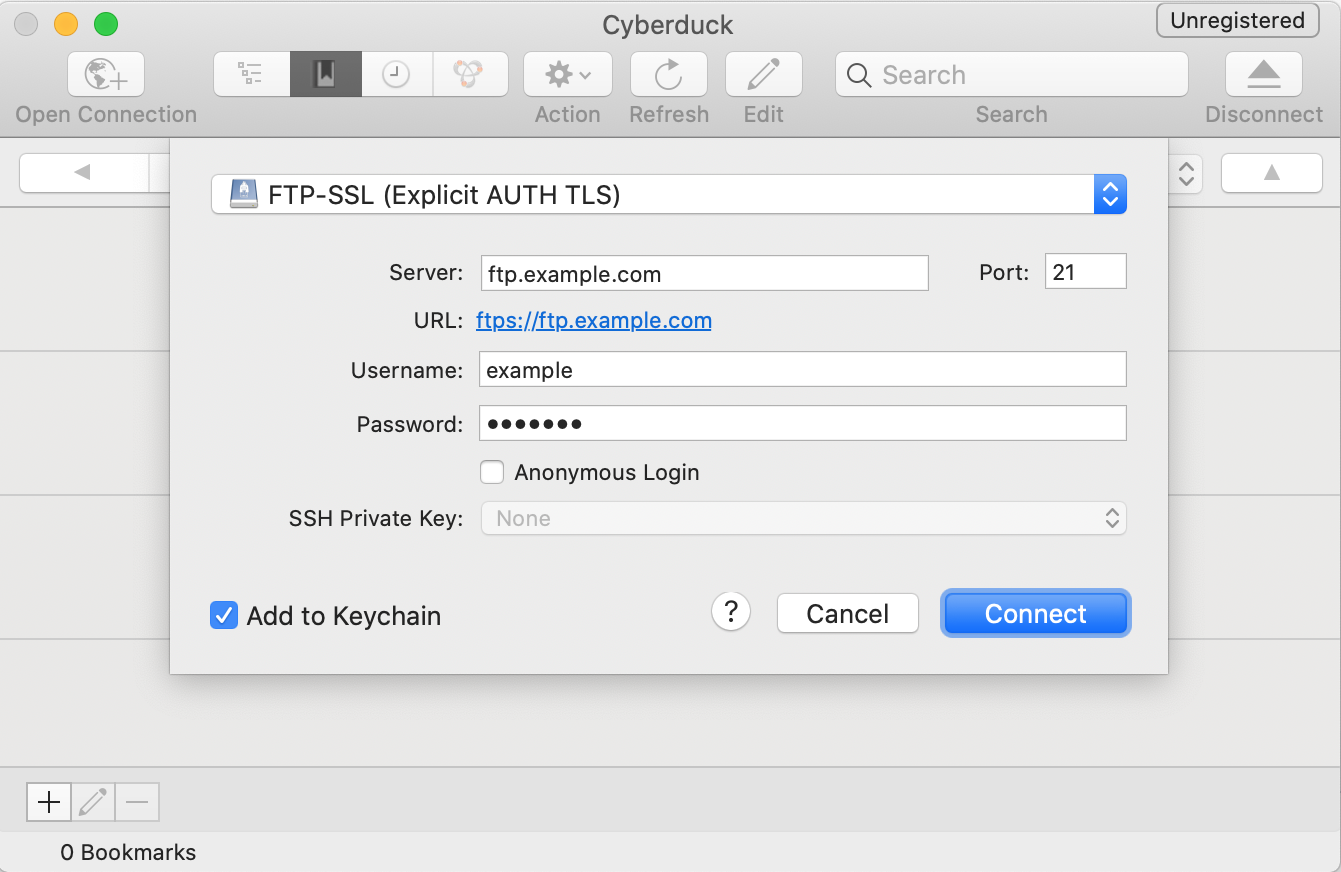 Cyberduck
Unregistered
Open Connection
Action
Refresh
Edit
Search
Search
Disconnect
FTP-SSL (Explicit AUTH TLS)
Server: ftp.example.com Port: 21
URL: ftps://ftp.example.com
Username: example
Password: •••••••
Anonymous Login
SSH Private Key: None
Add to Keychain ? Cancel Connect
0 Bookmarks